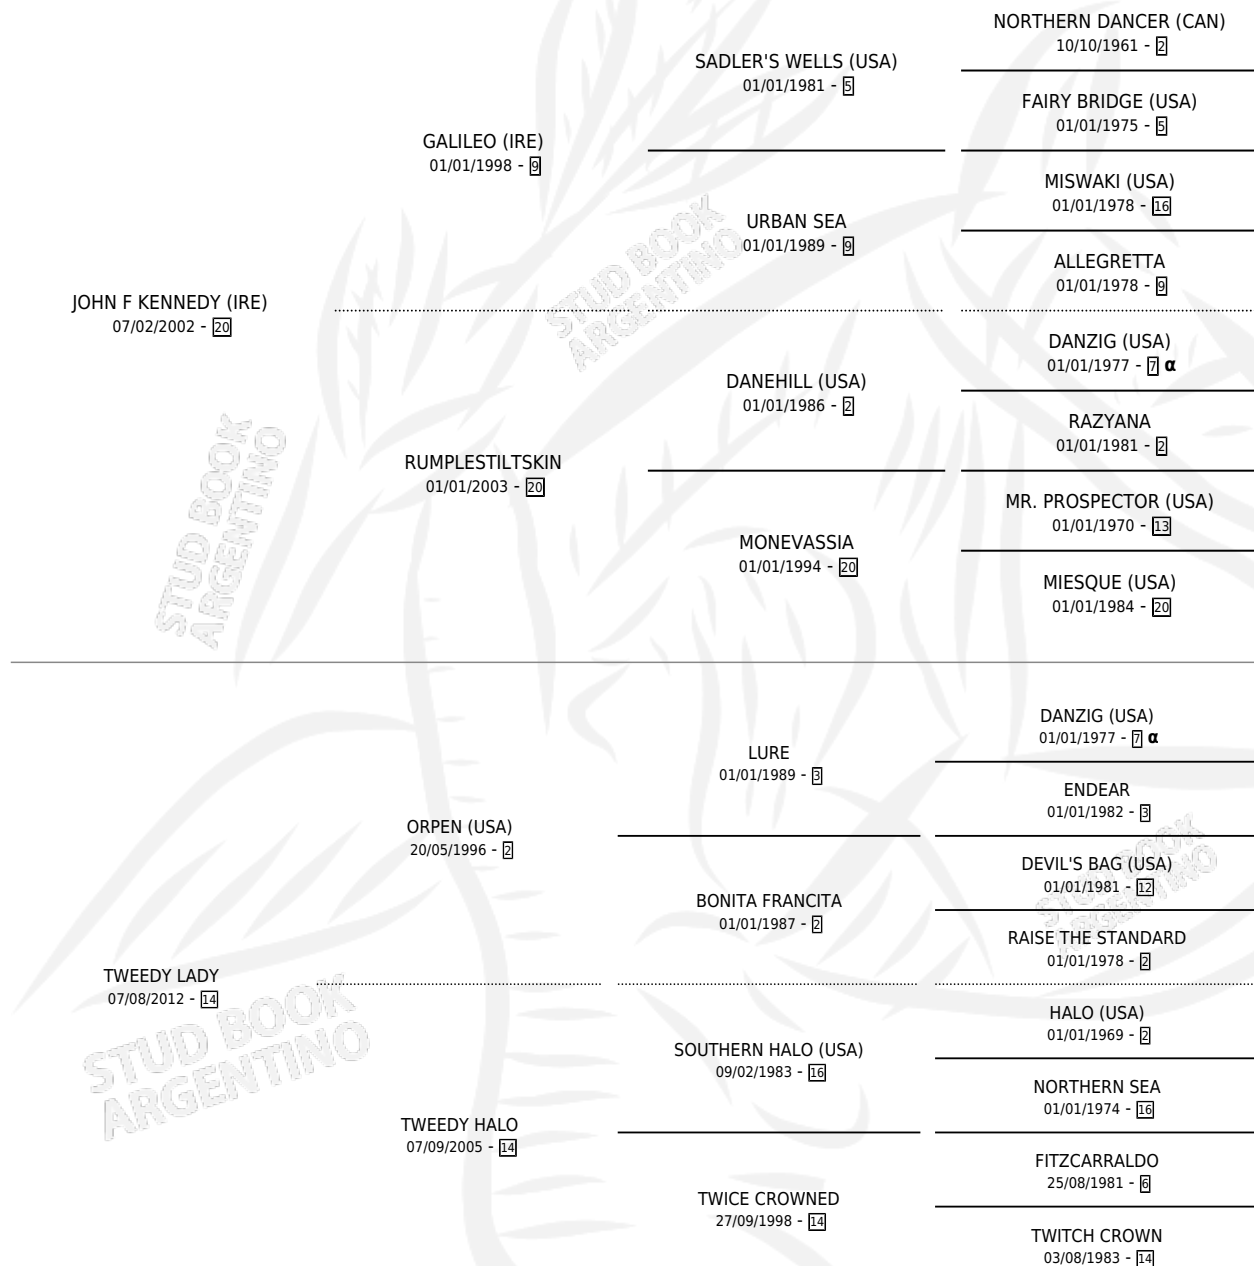 NORTHERN DANCER (CAN)
10/10/1961 - 2
SADLER'S WELLS (USA)
01/01/1981 - 5
FAIRY BRIDGE (USA)
01/01/1975 - 5
GALILEO (IRE)
01/01/1998 - 9
MISWAKI (USA)
01/01/1978 - 16
URBAN SEA
01/01/1989 - 9
ALLEGRETTA
01/01/1978 - 9
STUD BOOK
ARGENTINO
JOHN F KENNEDY (IRE)
07/02/2002 - 20
DANZIG (USA)
01/01/1977 - 7 α
DANEHILL (USA)
01/01/1986 - 2
RAZYANA
01/01/1981 - 2
RUMPLESTILTSKIN
01/01/2003 - 20
MR. PROSPECTOR (USA)
01/01/1970 - 13
MONEVASSIA
01/01/1994 - 20
MIESQUE (USA)
01/01/1984 - 20
STUD BOOK
ARGENTINO
DANZIG (USA)
01/01/1977 - 7 α
LURE
01/01/1989 - 3
ENDEAR
01/01/1982 - 3
ORPEN (USA)
20/05/1996 - 2
DEVIL'S BAG (USA)
01/01/1981 - 12
BONITA FRANCITA
01/01/1987 - 2
RAISE THE STANDARD
01/01/1978 - 2
STUD BOOK
ARGENTINO
TWEEDY LADY
07/08/2012 - 14
HALO (USA)
01/01/1969 - 2
SOUTHERN HALO (USA)
09/02/1983 - 16
NORTHERN SEA
01/01/1974 - 16
STUD BOOK
ARGENTINO
TWEEDY HALO
07/09/2005 - 14
FITZCARRALDO
25/08/1981 - 6
TWICE CROWNED
27/09/1998 - 14
TWITCH CROWN
03/08/1983 - 14